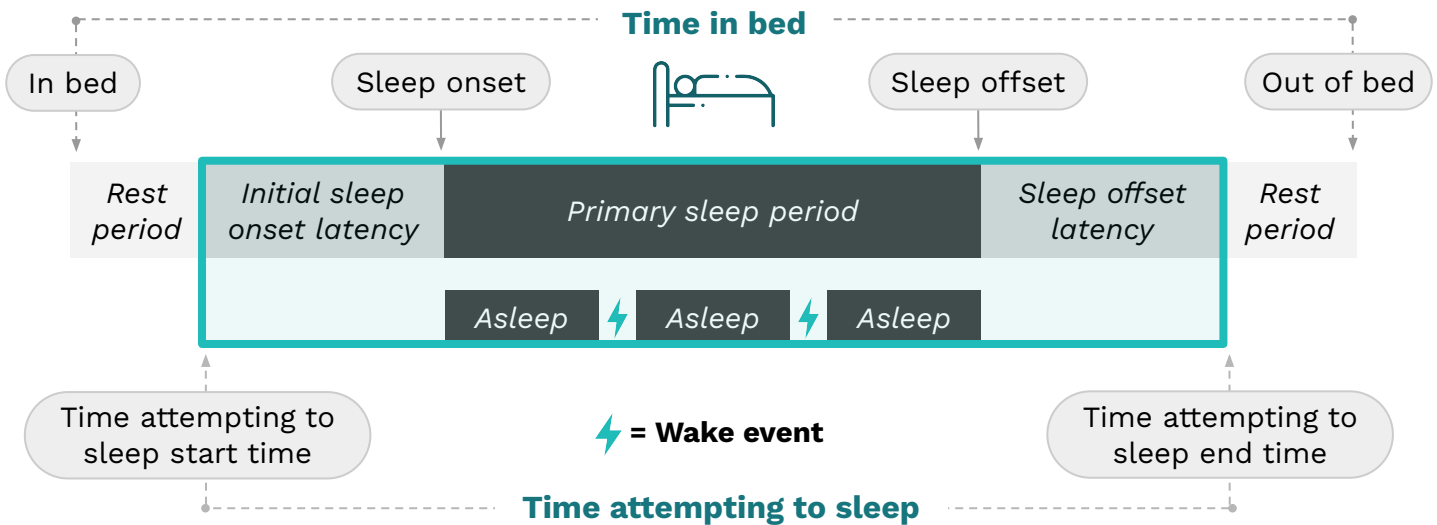 Time in bed
In bed
Sleep onset
Sleep offset
Out of bed
Rest
period
Initial sleep
onset latency
Primary sleep period
Sleep offset
latency
Rest
period
Asleep
Asleep
Asleep
Time attempting to
sleep start time
= Wake event
Time attempting to
sleep end time
Time attempting to sleep